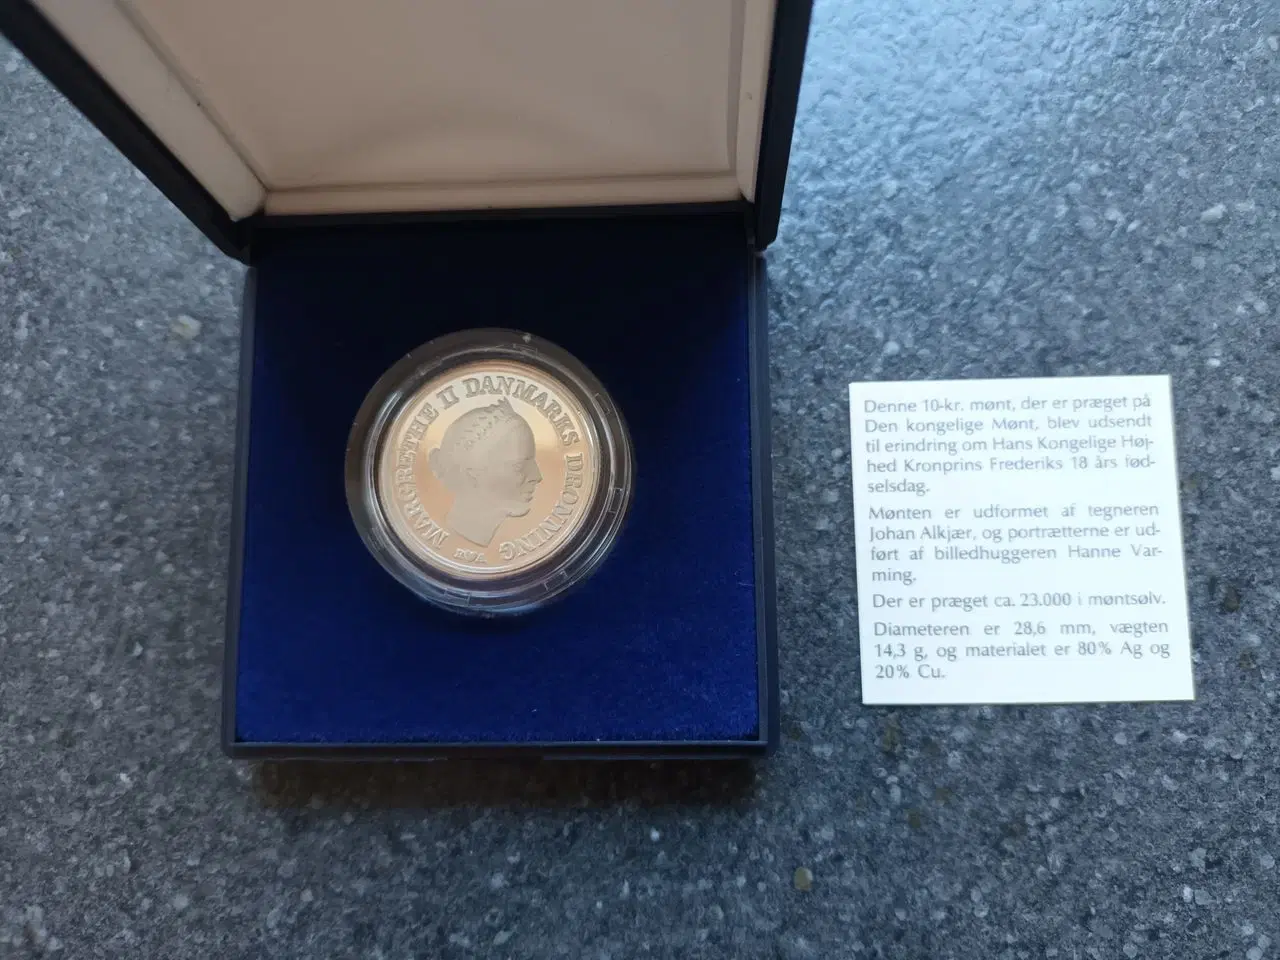 MARGRETHE II DANMARKS DRONNING
Denne 10-kr. mønt, der er præget på
Den kongelige Mønt, blev udsendt
til erindring om Hans Kongelige Høj-
hed Kronprins Frederiks 18 års fød-
selsdag.
Mønten er udformet af tegneren
Johan Alkjær, og portrætterne er ud-
ført af billedhuggeren Hanne Var-
ming.
Der er præget ca. 23.000 i møntsølv.
Diameteren er 28,6 mm, vægten
14,3 g, og materialet er 80% Ag og
20% Cu.